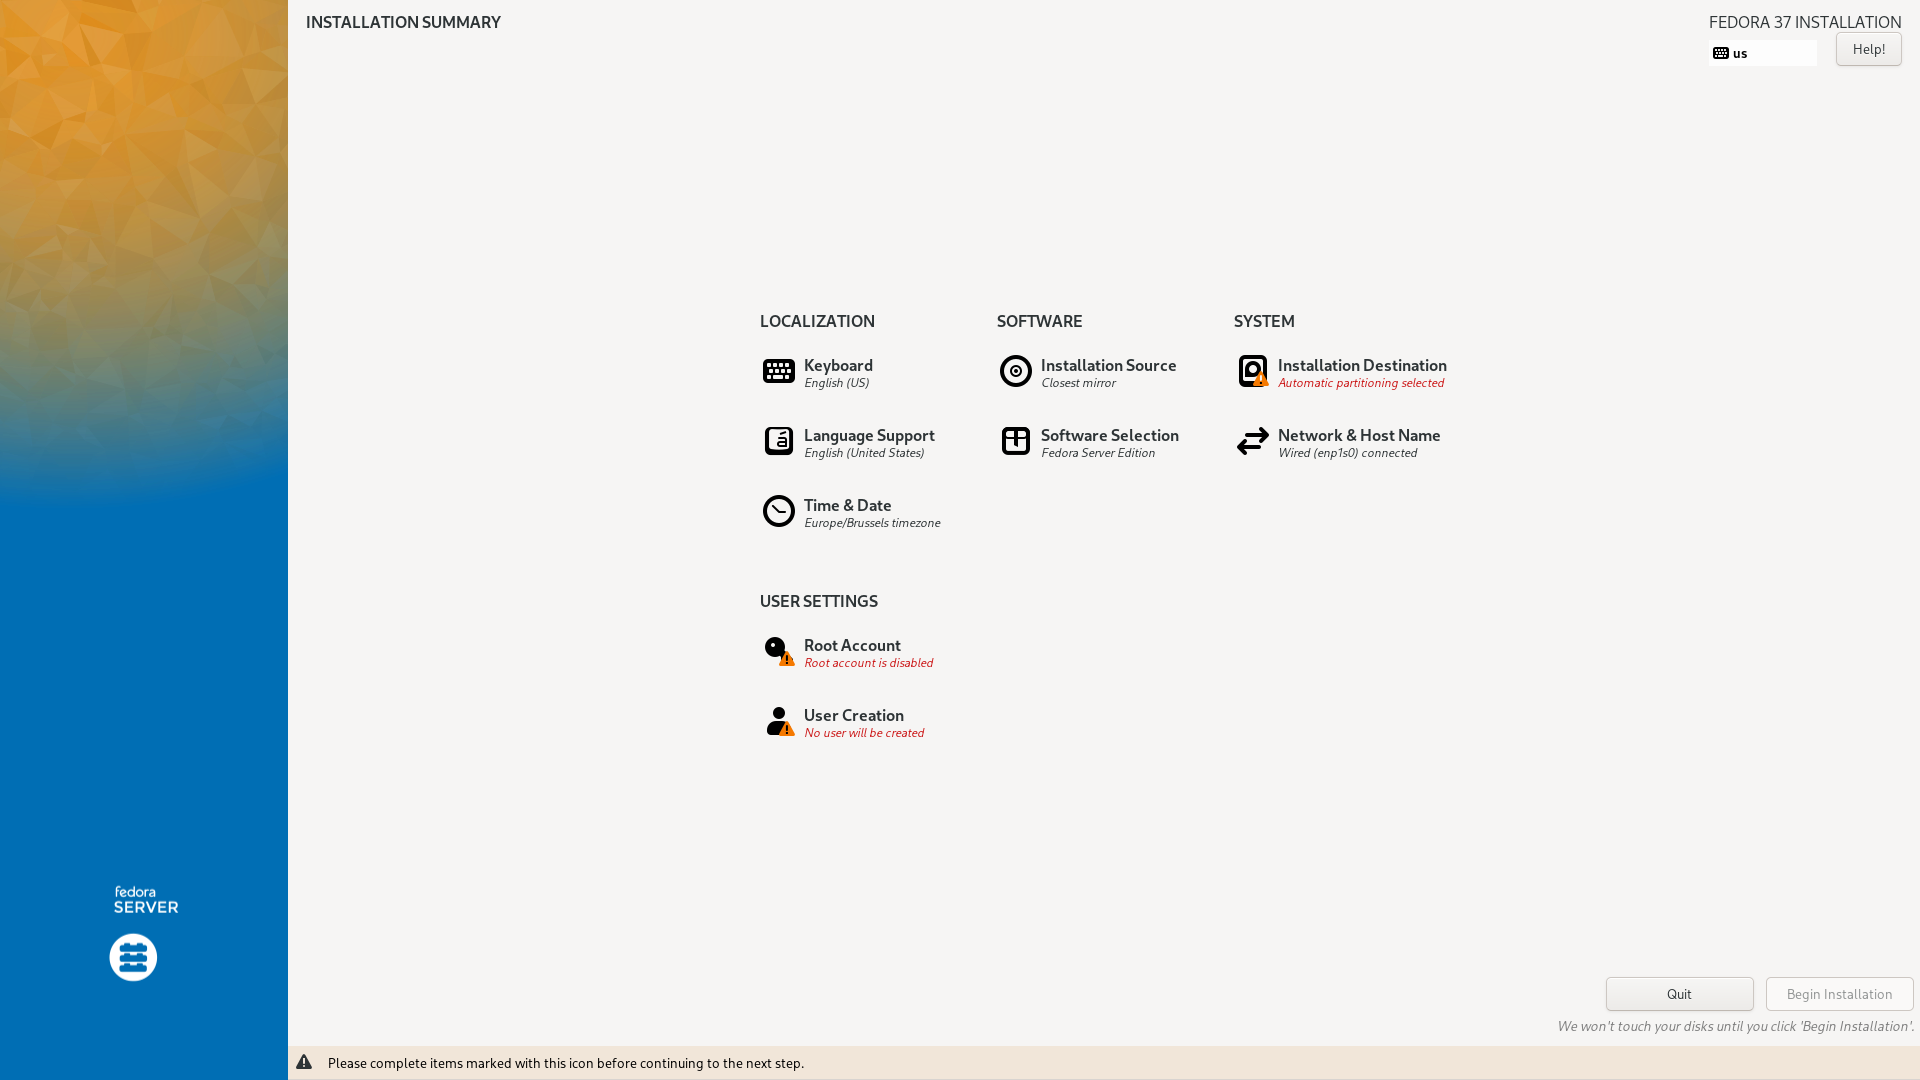 INSTALLATION SUMMARY
FEDORA 37 INSTALLATION
us
Help!
LOCALIZATION
Keyboard
English (US)
Language Support
English (United States)
Time & Date
Europe/Brussels timezone
SOFTWARE
Installation Source
Closest mirror
Software Selection
Fedora Server Edition
SYSTEM
Installation Destination
Automatic partitioning selected
Network & Host Name
Wired (enp1s0) connected
USER SETTINGS
Root Account
Root account is disabled
User Creation
No user will be created
fedora
SERVER
Quit
Begin Installation
We won't touch your disks until you click 'Begin Installation'.
Please complete items marked with this icon before continuing to the next step.